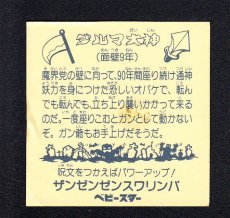 ダルマ大神
(面壁9年)
魔界党の壁に向って、90年間座り続け通神
妖力を身につけた恐しいオバケで、転ん
でも転んでも、立ち上り襲いかかって来る
のだ。一度座りこむとガンとして動かない
ぞ。ガン爺もお手上げだそうだ。
呪文をつかえばパワーアップ!
ザンゼンゼンスワリンパ
ベビースター